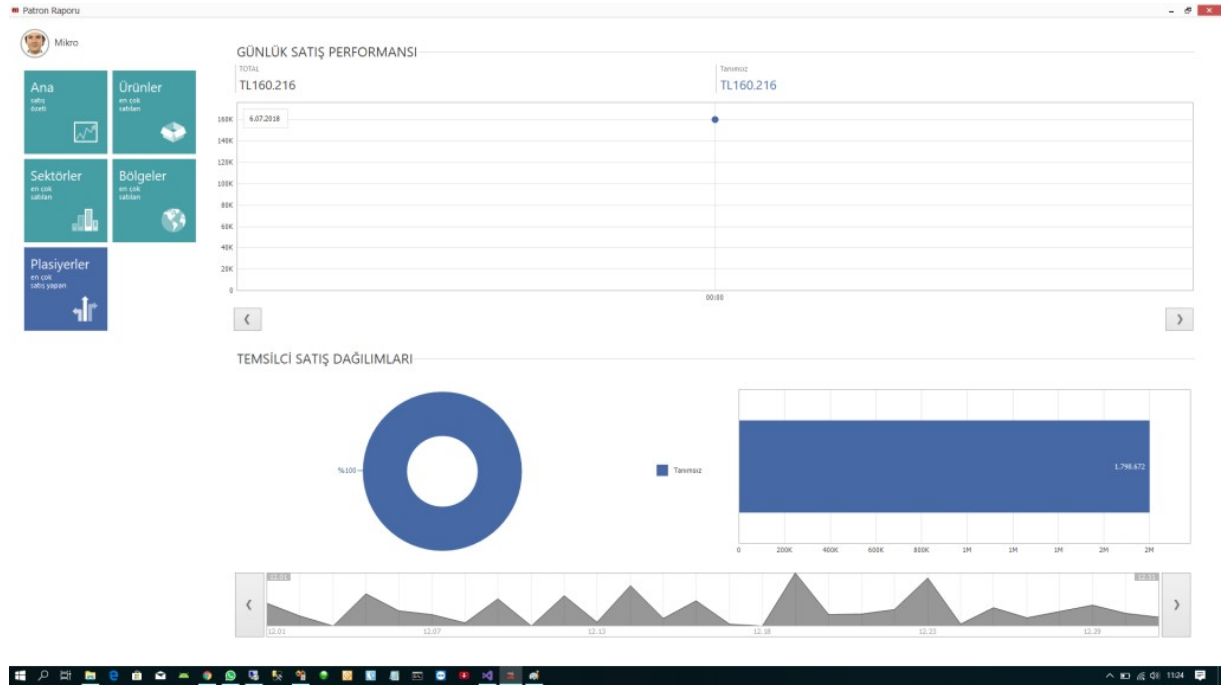 Patron Raporu
Mikro
Ana
satış
özeti
Ürünler
en çok
satılan
Sektörler
en çok
satılan
Bölgeler
en çok
satılan
Plasiyerler
en çok
satış yapan
GÜNLÜK SATIŞ PERFORMANSI
TOTAL
TL160.216
Tanımsız
TL160.216
6.07.2018
160K
140K
120K
100K
80K
60K
40K
20K
0
00:00
TEMSİLCİ SATIŞ DAĞILIMLARI
%100
Tanımsız
1.798.672
0 200K 400K 600K 800K 1M 1M 1M 2M 2M
12.01 12.31
12.01 12.07 12.13 12.18 12.23 12.29
11:24